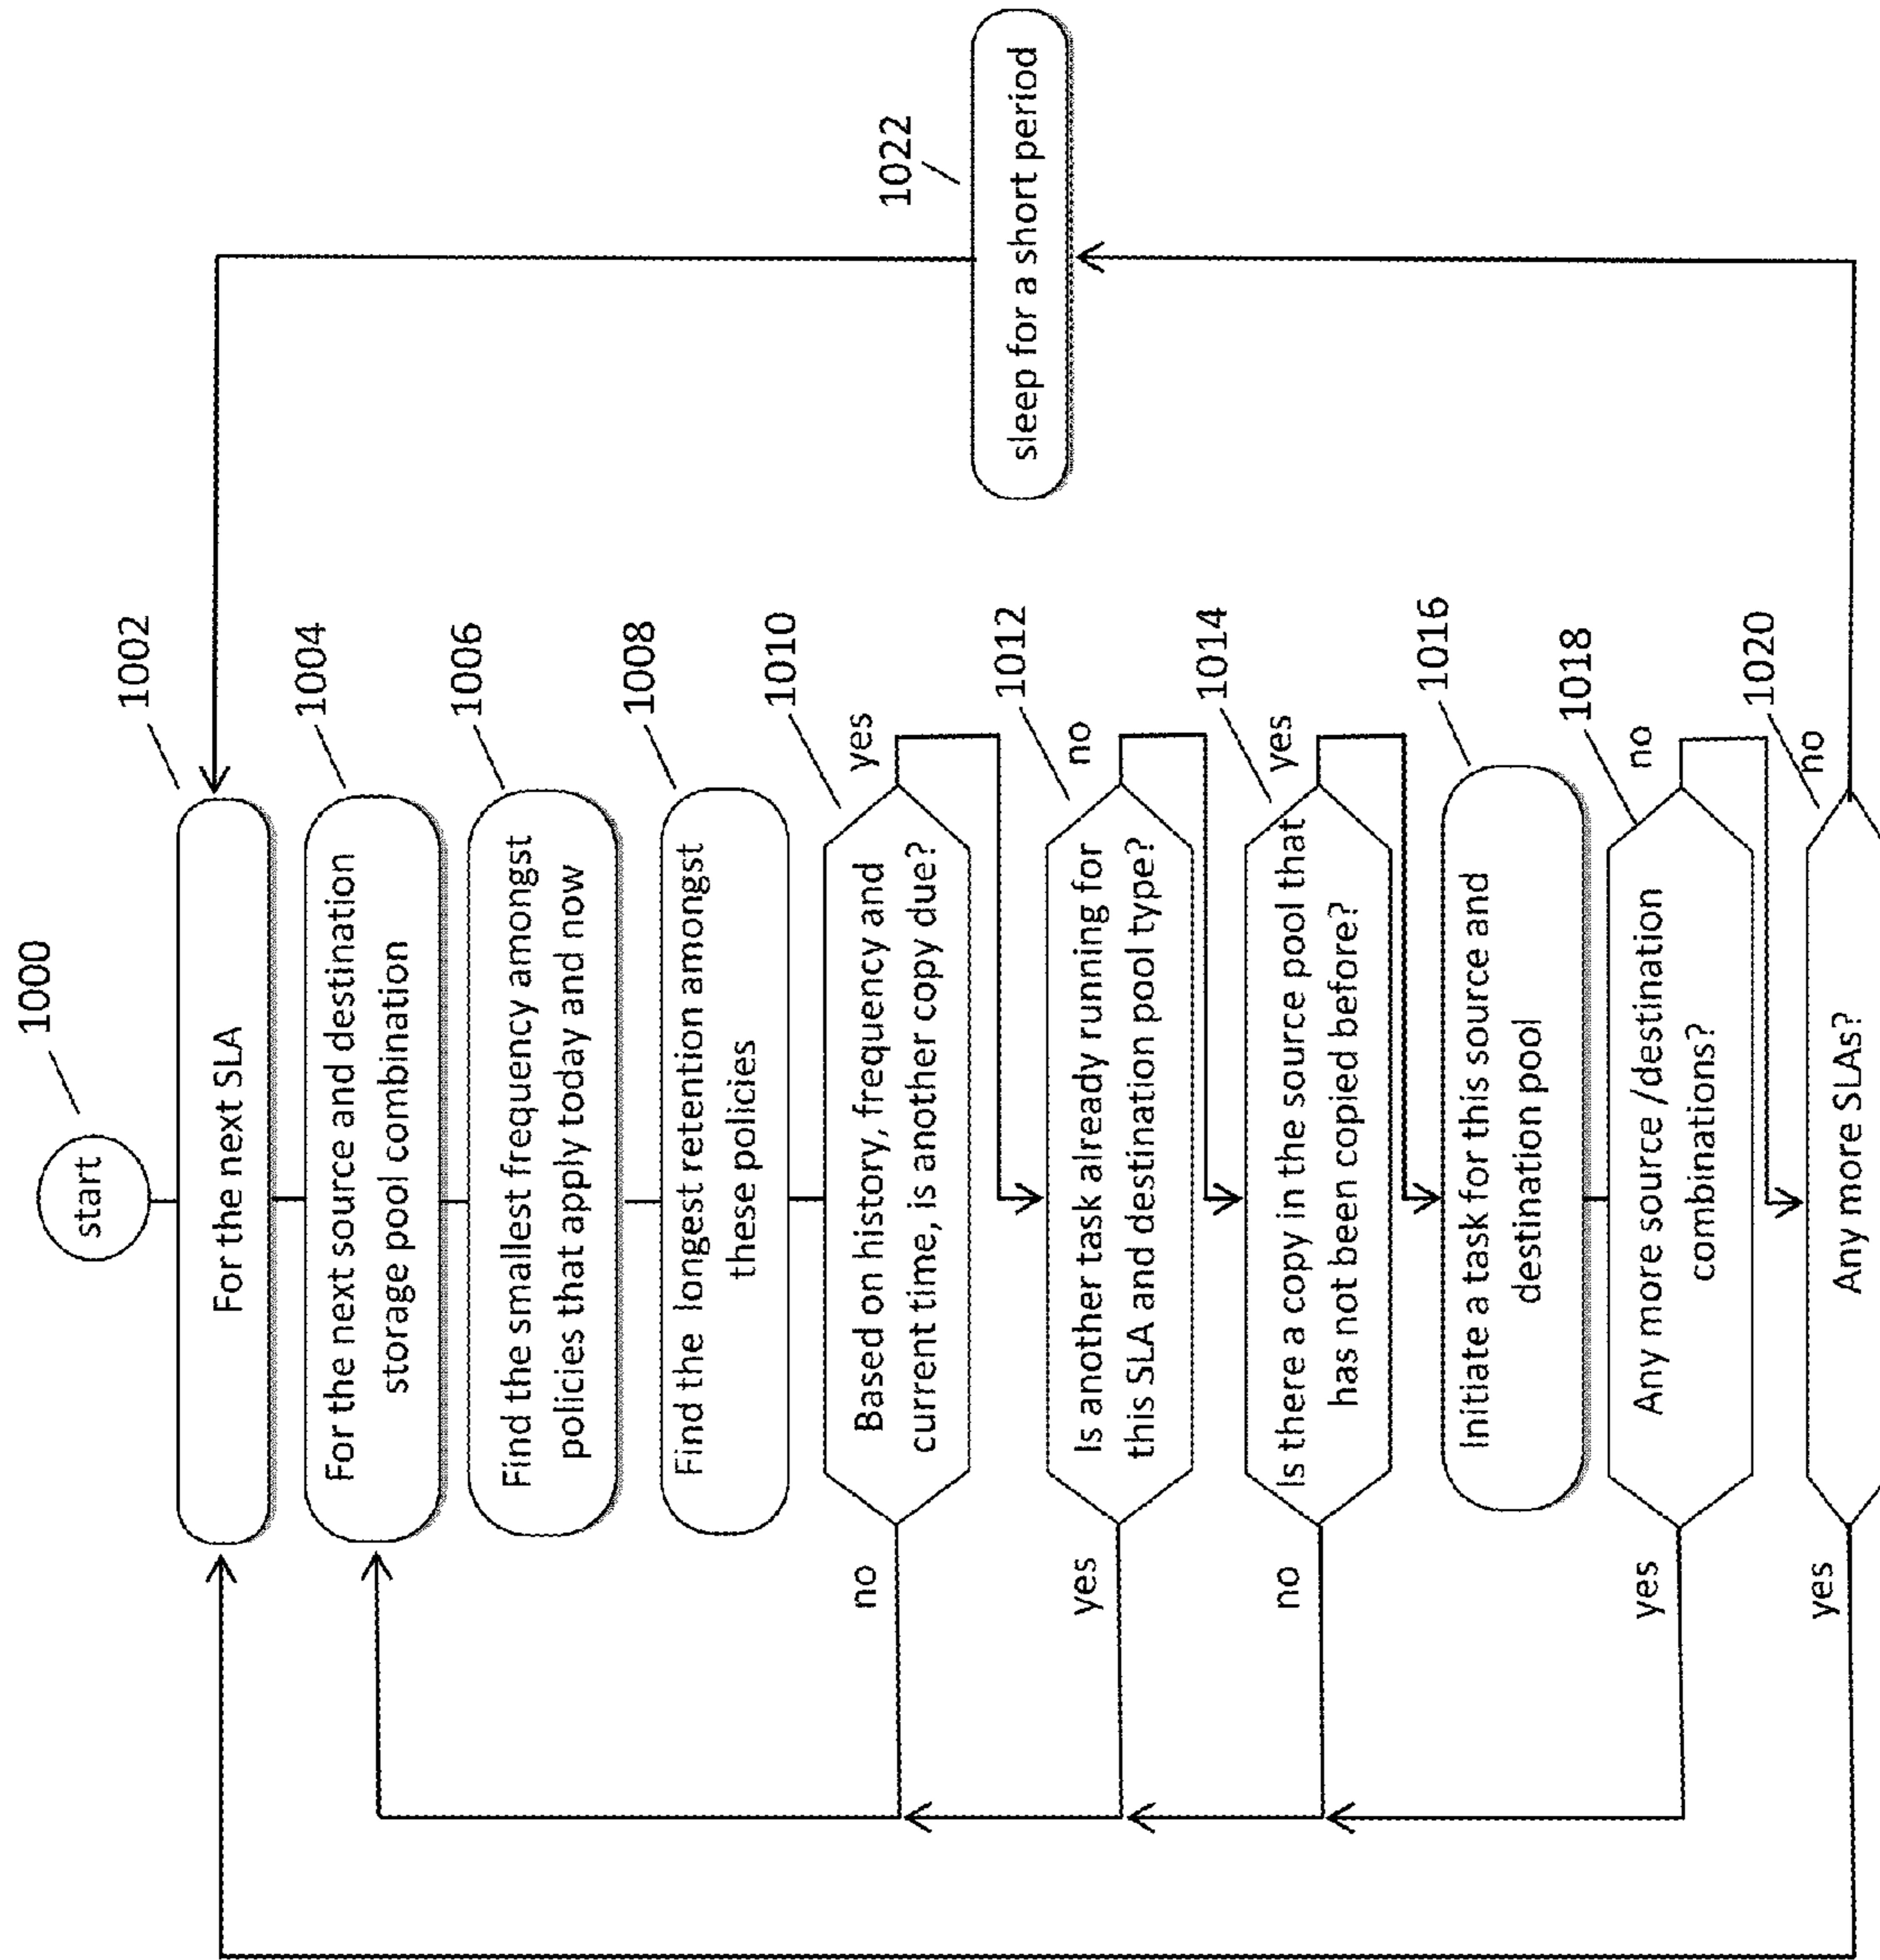 1000
start
1002
For the next SLA
1004
For the next source and destination
storage pool combination
1006
Find the smallest frequency amongst
policies that apply today and now
1008
Find the longest retention amongst
these policies
1010
Based on history, frequency and
current time, is another copy due?
no
yes
1012
Is another task already running for
this SLA and destination pool type?
yes
no
1014
Is there a copy in the source pool that
has not been copied before?
no
yes
1016
Initiate a task for this source and
destination pool
1018
Any more source /destination
combinations?
yes
no
1020
Any more SLAs?
yes
no
1022
sleep for a short period